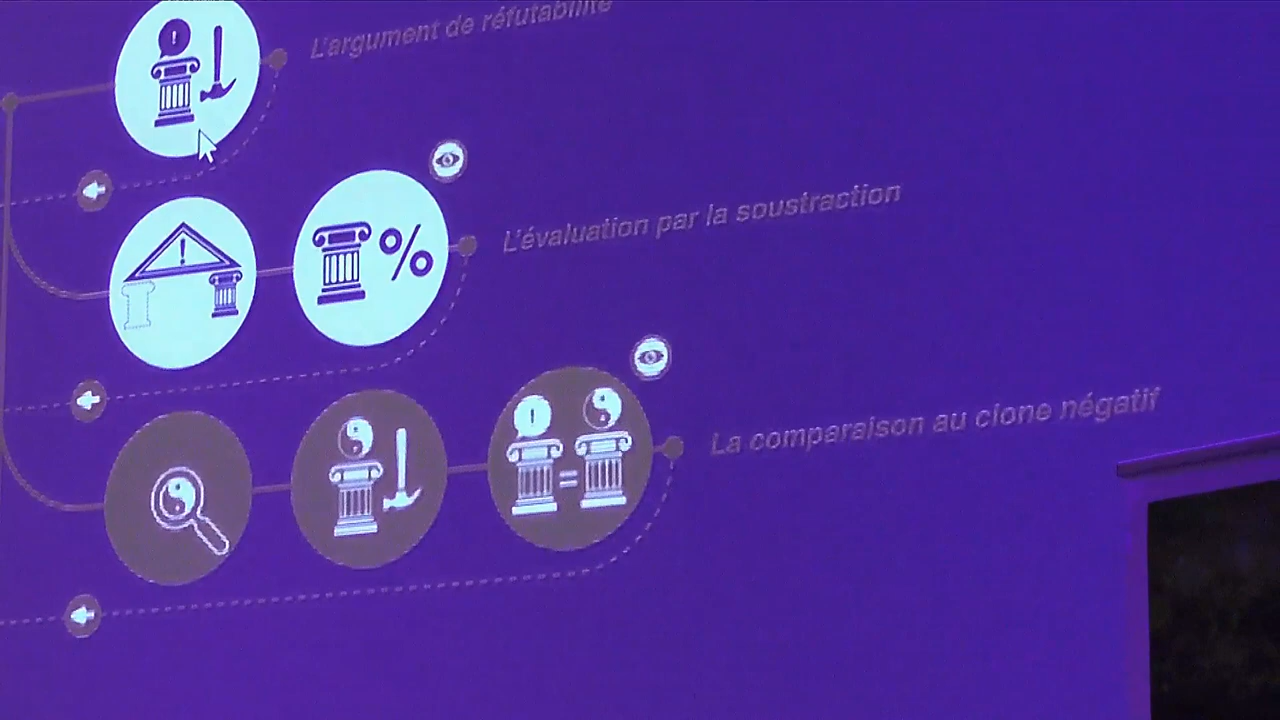 L'argument de réfutabilité
L'évaluation par la soustraction
La comparaison au clone négatif